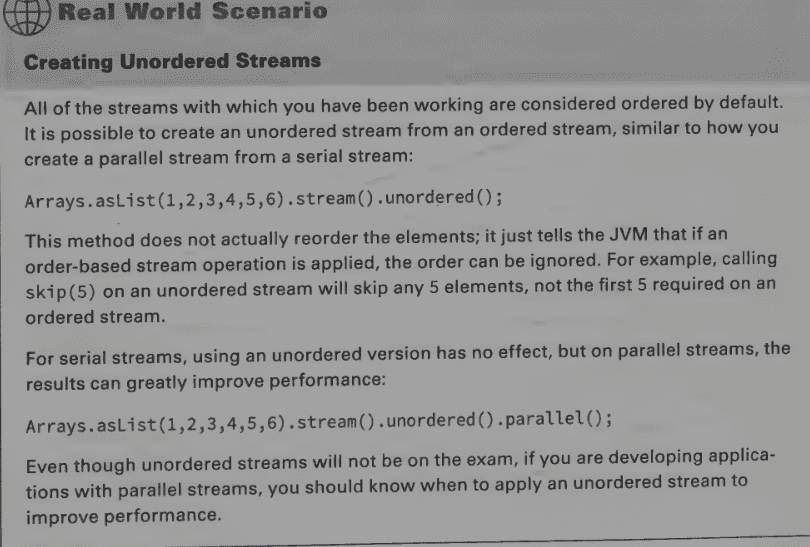 Real World Scenario
Creating Unordered Streams
All of the streams with which you have been working are considered ordered by default.
It is possible to create an unordered stream from an ordered stream, similar to how you
create a parallel stream from a serial stream:
Arrays.asList(1,2,3,4,5,6).stream().unordered();
This method does not actually reorder the elements; it just tells the JVM that if an
order-based stream operation is applied, the order can be ignored. For example, calling
skip(5) on an unordered stream will skip any 5 elements, not the first 5 required on an
ordered stream.
For serial streams, using an unordered version has no effect, but on parallel streams, the
results can greatly improve performance:
Arrays.asList(1,2,3,4,5,6).stream().unordered().parallel();
Even though unordered streams will not be on the exam, if you are developing applica-
tions with parallel streams, you should know when to apply an unordered stream to
improve performance.